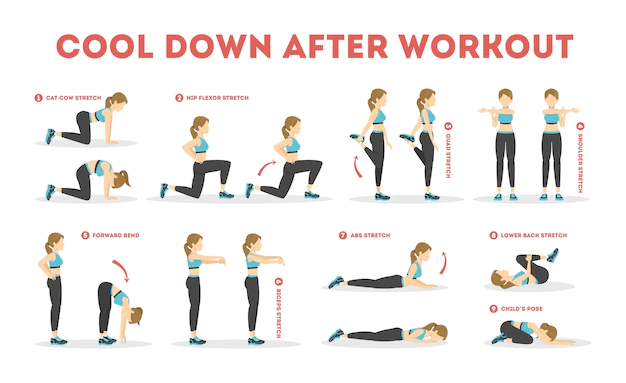 COOL DOWN AFTER WORKOUT
1 CAT-COW STRETCH
2 HIP FLEXOR STRETCH
3 QUAD STRETCH
4 SHOULDER STRETCH
5 FORWARD BEND
6 BICEPS STRETCH
7 ABS STRETCH
8 LOWER BACK STRETCH
9 CHILD'S POSE